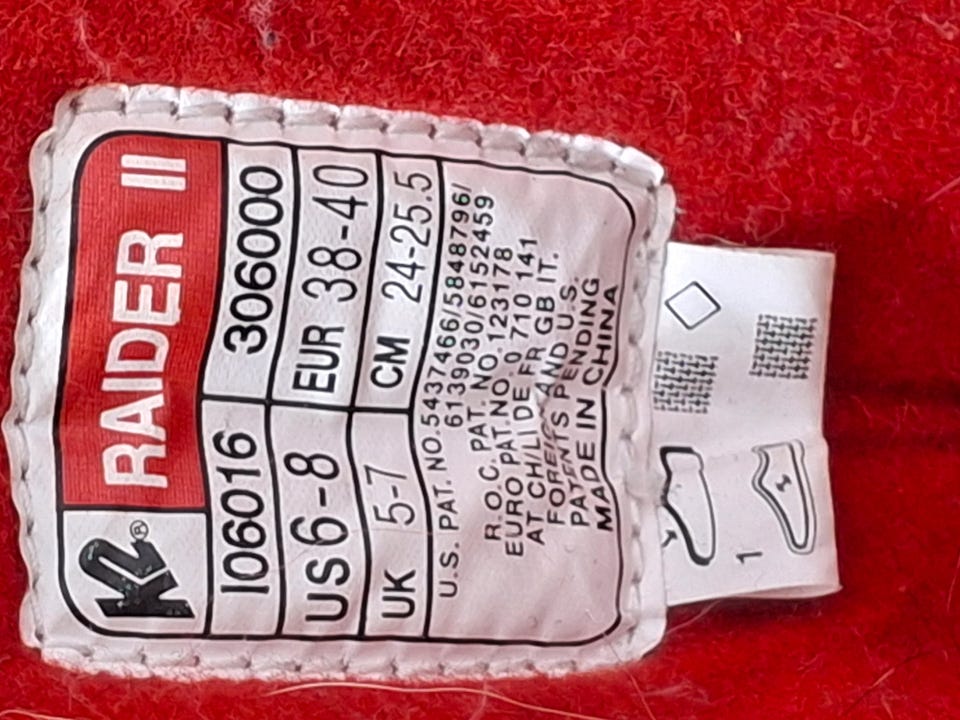 K2® RAIDER II
I06016 306000
US 6-8 EUR 38-40
UK 5-7 CM 24-25.5
U.S. PAT. NO.5437466/5848796/
6139030/6152459
R.O.C. PAT. NO. 123178
EURO PAT.NO. 0 710 141
AT CH/LI DE FR GB IT.
FOREIGN AND U.S.
PATENTS PENDING
MADE IN CHINA
1